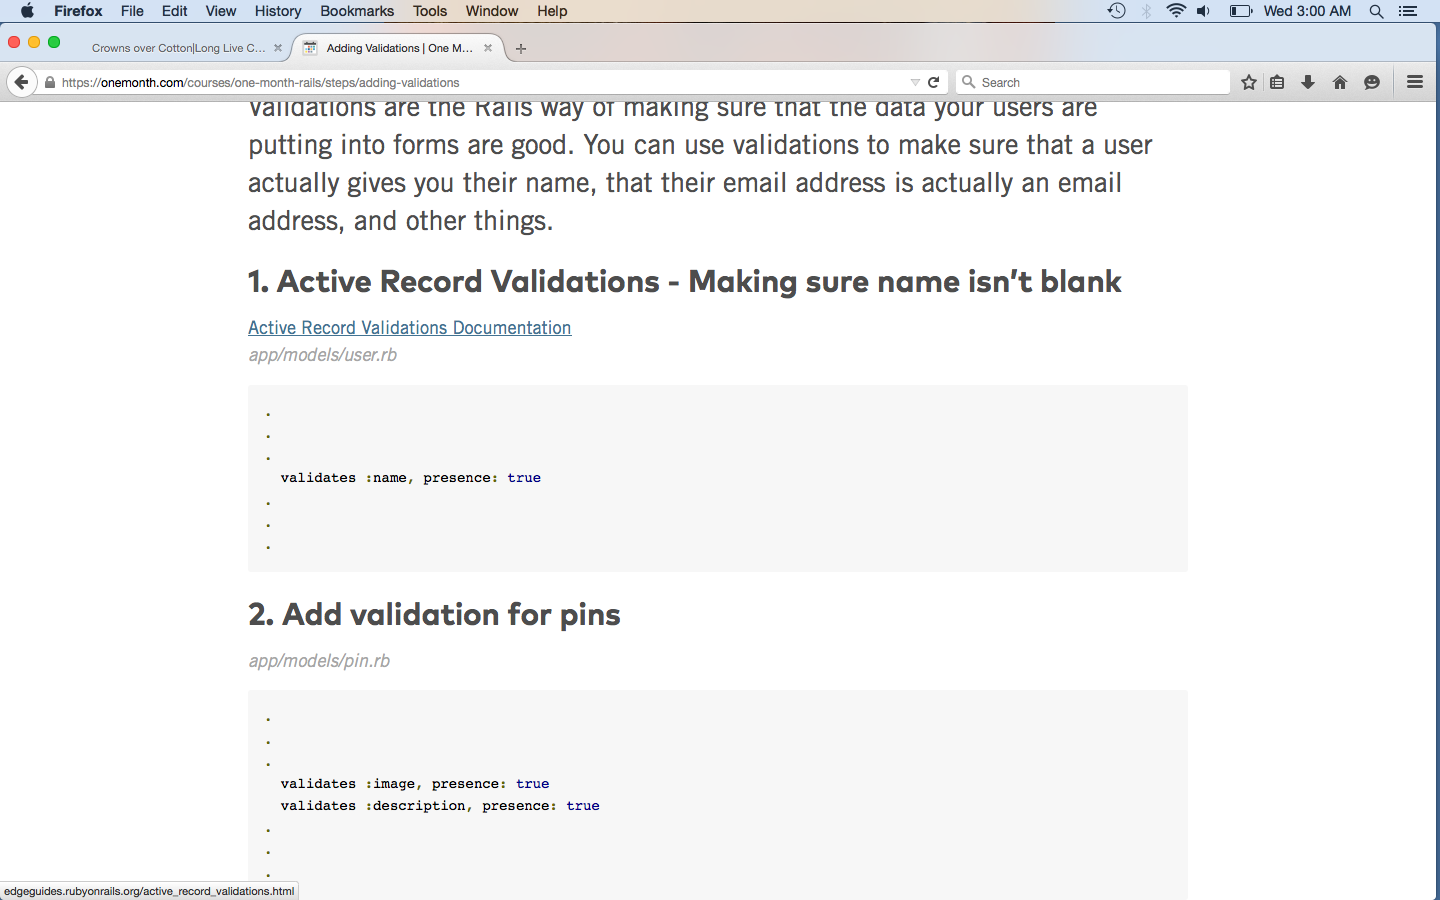 Firefox File Edit View History Bookmarks Tools Window Help Wed 3:00 AM
Crowns over Cotton|Long Live C... Adding Validations | One M...
https://onemonth.com/courses/one-month-rails/steps/adding-validations Search
Validations are the Rails way of making sure that the data your users are
putting into forms are good. You can use validations to make sure that a user
actually gives you their name, that their email address is actually an email
address, and other things.
1. Active Record Validations - Making sure name isn't blank
Active Record Validations Documentation
app/models/user.rb
.
.
.
validates :name, presence: true
.
.
.
2. Add validation for pins
app/models/pin.rb
.
.
.
validates :image, presence: true
validates :description, presence: true
.
.
.
edgeguides.rubyonrails.org/active_record_validations.html